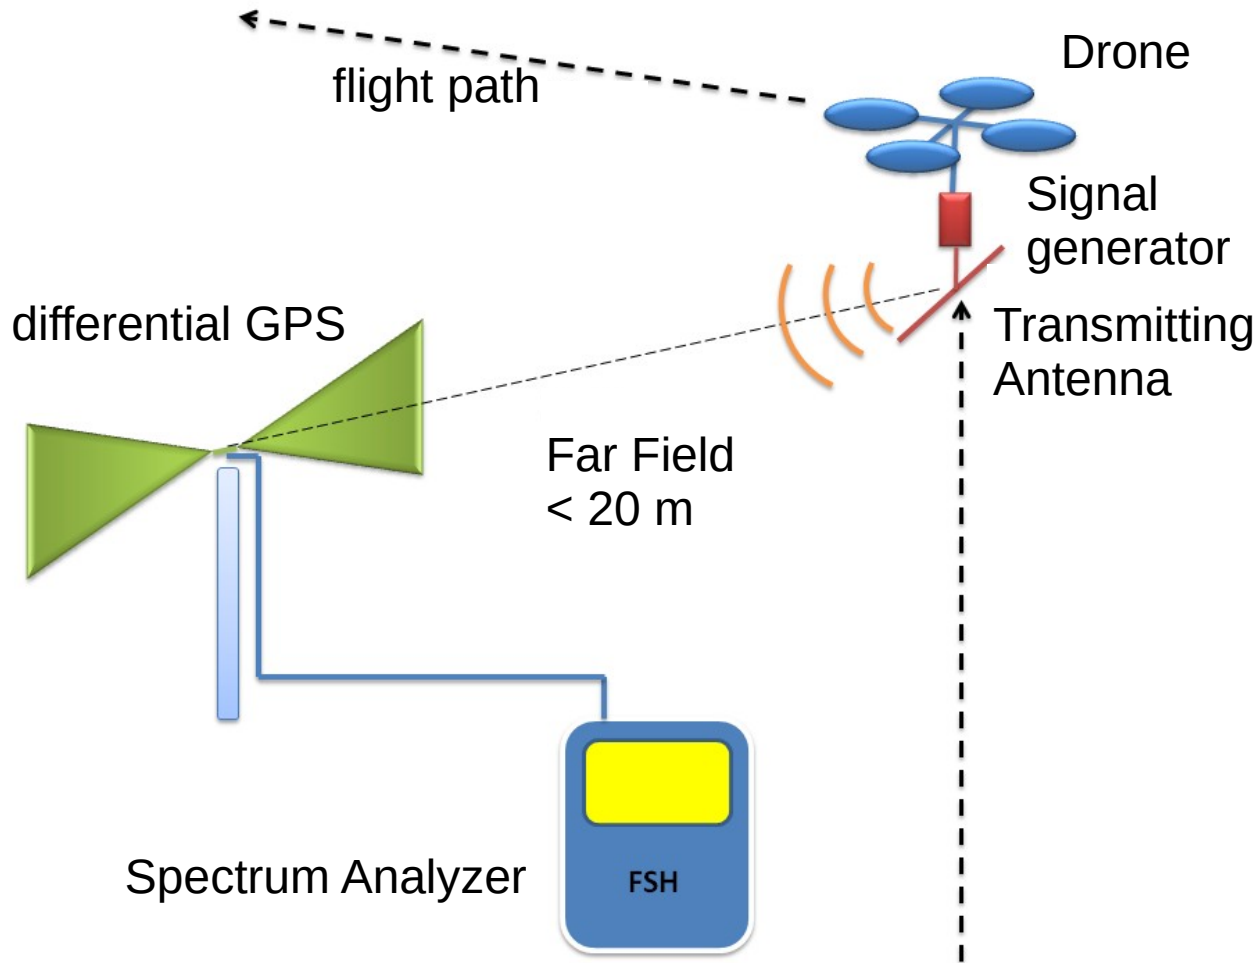 Drone
flight path
Signal
generator
differential GPS
Transmitting
Antenna
Far Field
< 20 m
Spectrum Analyzer
FSH